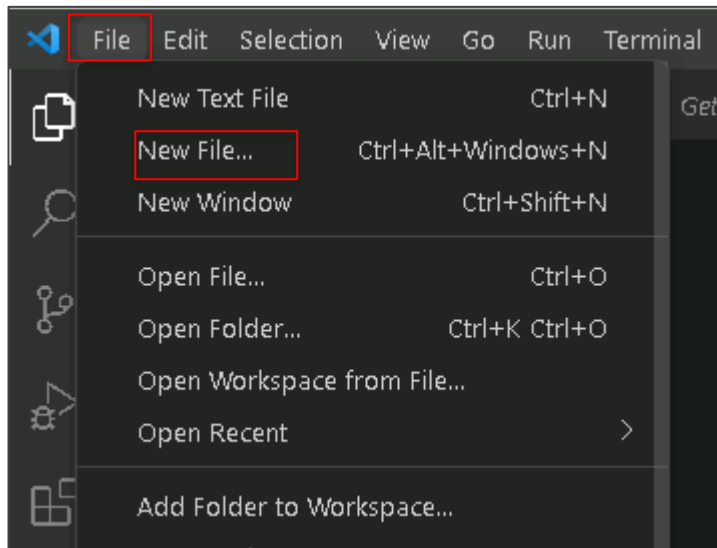 File Edit Selection View Go Run Terminal
New Text File Ctrl+N
Get
New File... Ctrl+Alt+Windows+N
New Window Ctrl+Shift+N
Open File... Ctrl+O
Open Folder... Ctrl+K Ctrl+O
Open Workspace from File...
Open Recent
Add Folder to Workspace...